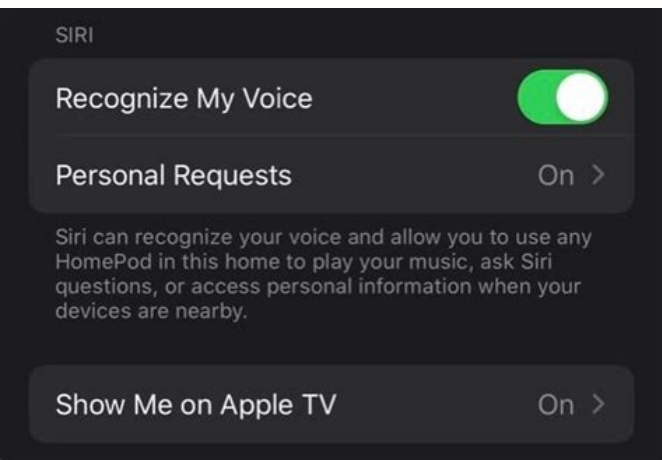 SIRI
Recognize My Voice
Personal Requests On
Siri can recognize your voice and allow you to use any
HomePod in this home to play your music, ask Siri
questions, or access personal information when your
devices are nearby.
Show Me on Apple TV On